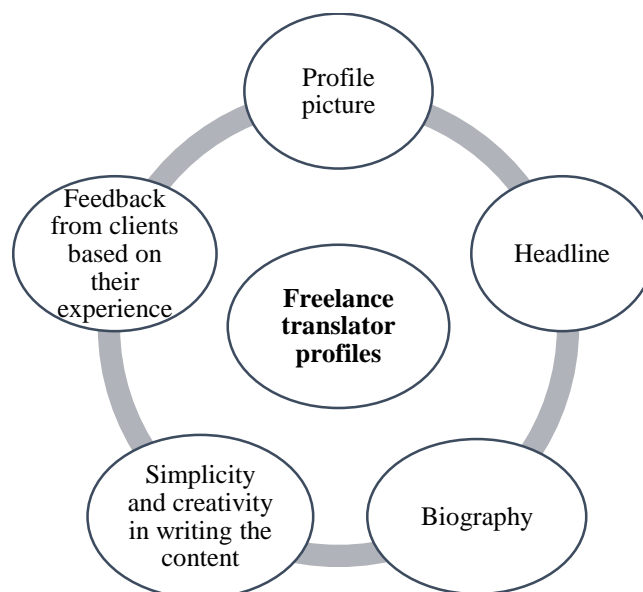 Profile
picture
Headline
Biography
Simplicity
and creativity
in writing the
content
Feedback
from clients
based on
their
experience
Freelance
translator
profiles